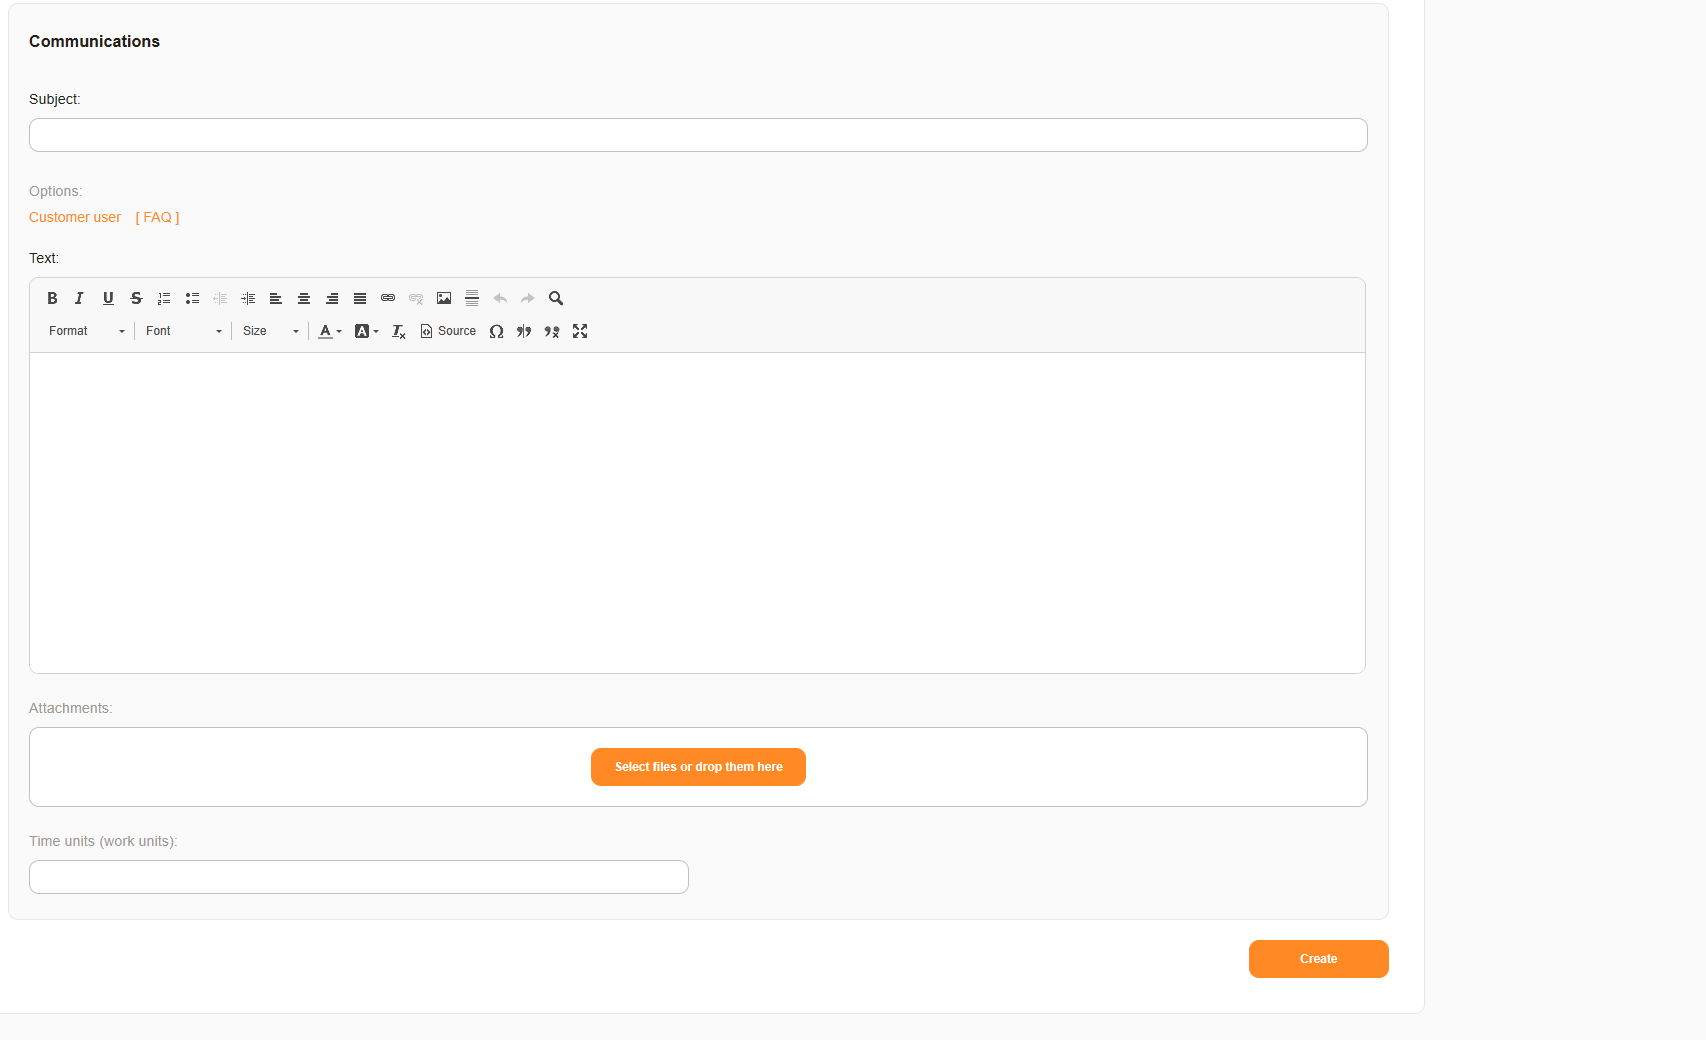 Communications
Subject:
Options:
Customer user [ FAQ ]
Text:
Format Font Size Source
Attachments:
Select files or drop them here
Time units (work units):
Create